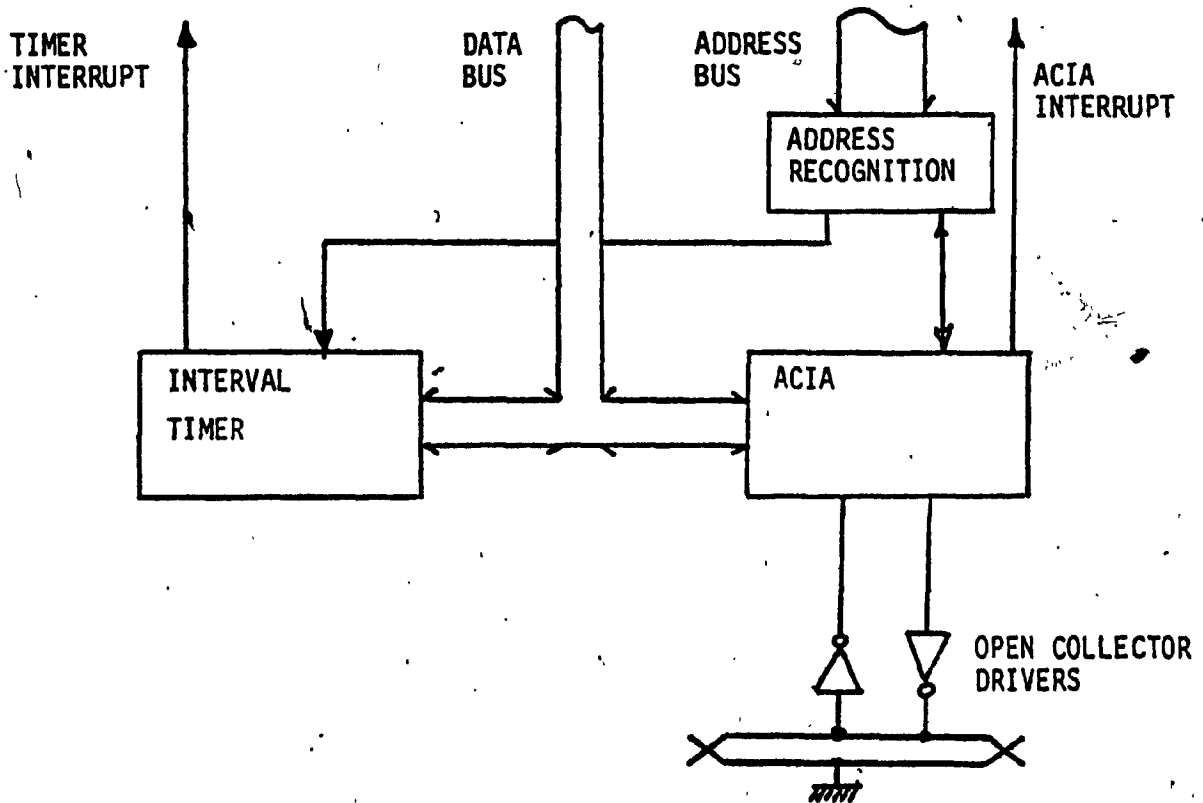 TIMER
INTERRUPT
DATA
BUS
ADDRESS
BUS
ACIA
INTERRUPT
ADDRESS
RECOGNITION
INTERVAL
TIMER
ACIA
OPEN COLLECTOR
DRIVERS